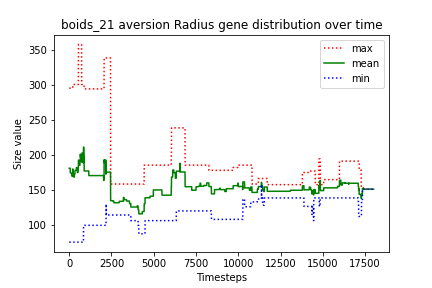 boids_21 aversion Radius gene distribution over time
max
mean
min
Size value
350
300
250
200
150
100
0 2500 5000 7500 10000 12500 15000 17500
Timesteps